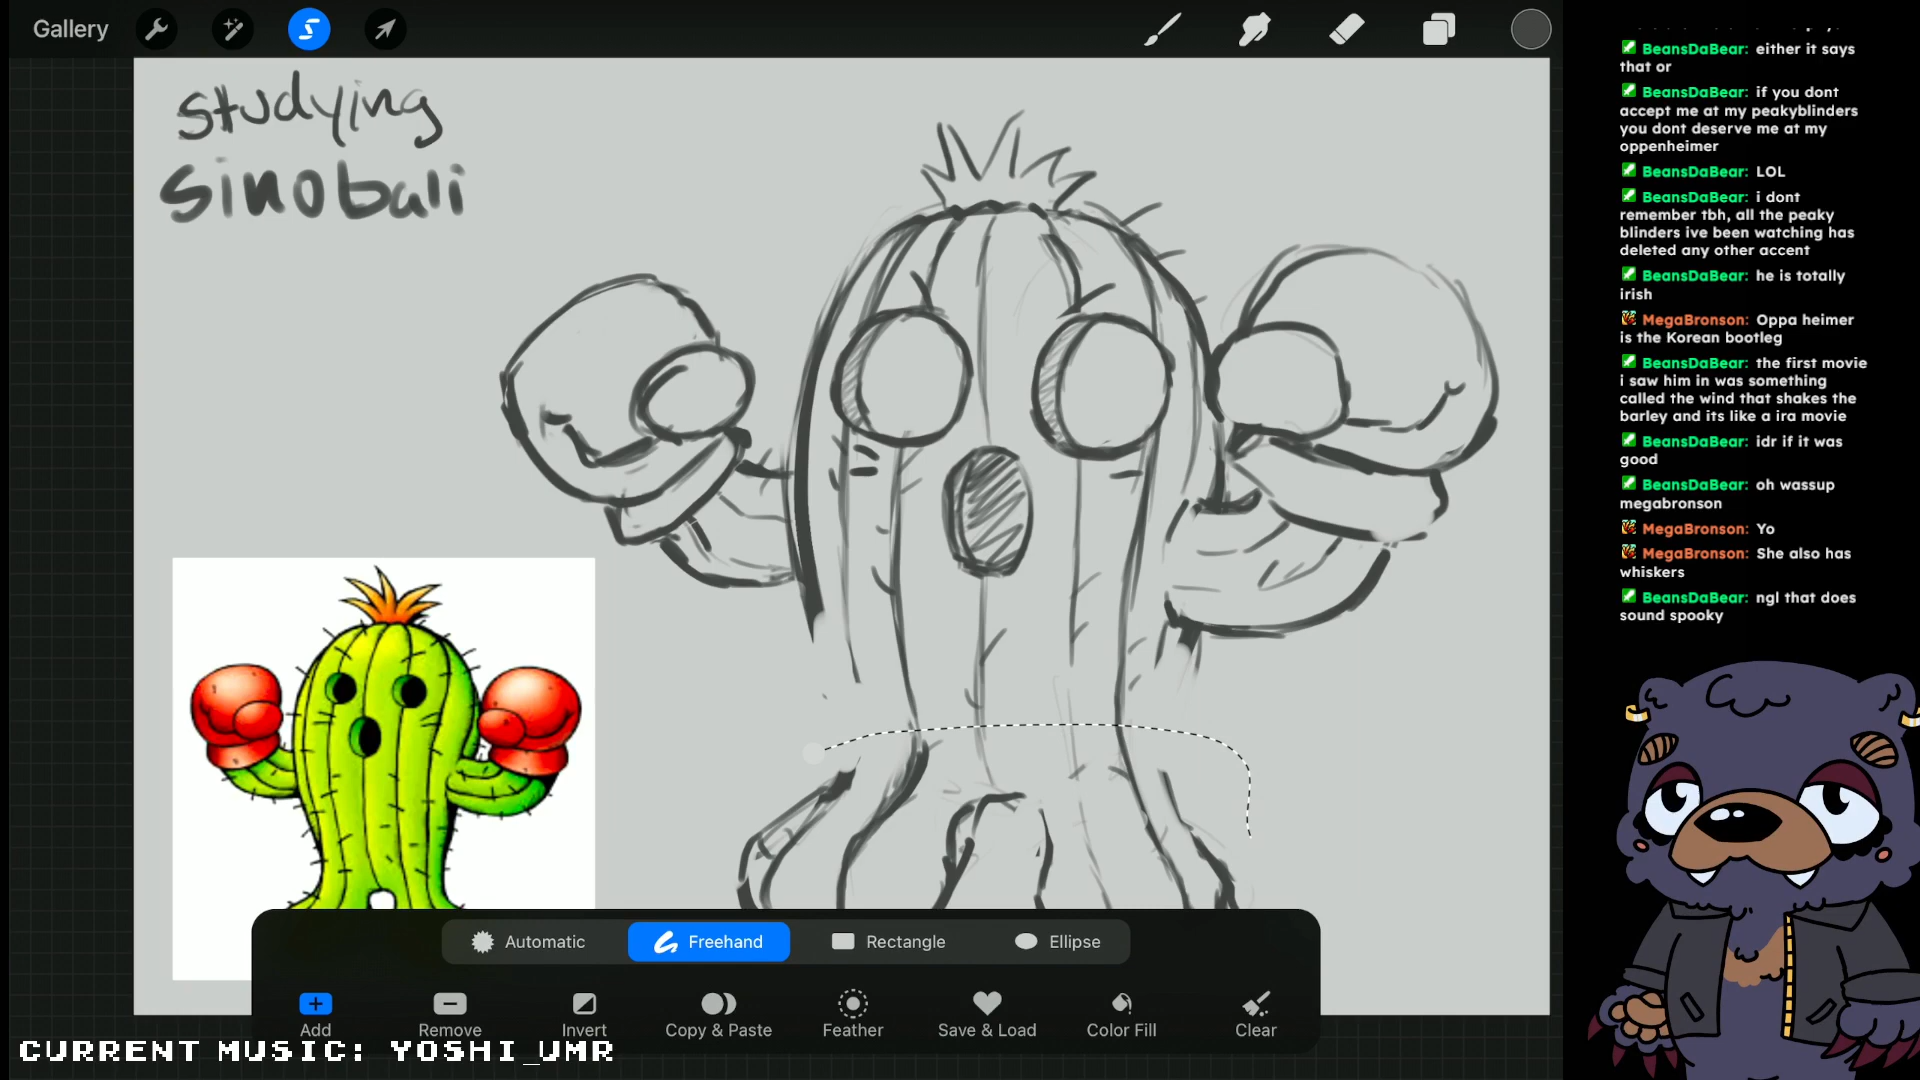 Gallery
studying
sinobali
Automatic
Freehand
Rectangle
Ellipse
Add
Remove
Invert
Copy & Paste
Feather
Save & Load
Color Fill
Clear
CURRENT MUSIC: YOSHI_UMR
BeansDaBear: either it says
that or
BeansDaBear: if you dont
accept me at my peakyblinders
you dont deserve me at my
oppenheimer
BeansDaBear: LOL
BeansDaBear: i dont
remember tbh, all the peaky
blinders ive been watching has
deleted any other accent
BeansDaBear: he is totally
irish
MegaBronson: Oppa heimer
is the Korean bootleg
BeansDaBear: the first movie
i saw him in was something
called the wind that shakes the
barley and its like a ira movie
BeansDaBear: idr if it was
good
BeansDaBear: oh wassup
megabronson
MegaBronson: Yo
MegaBronson: She also has
whiskers
BeansDaBear: ngl that does
sound spooky